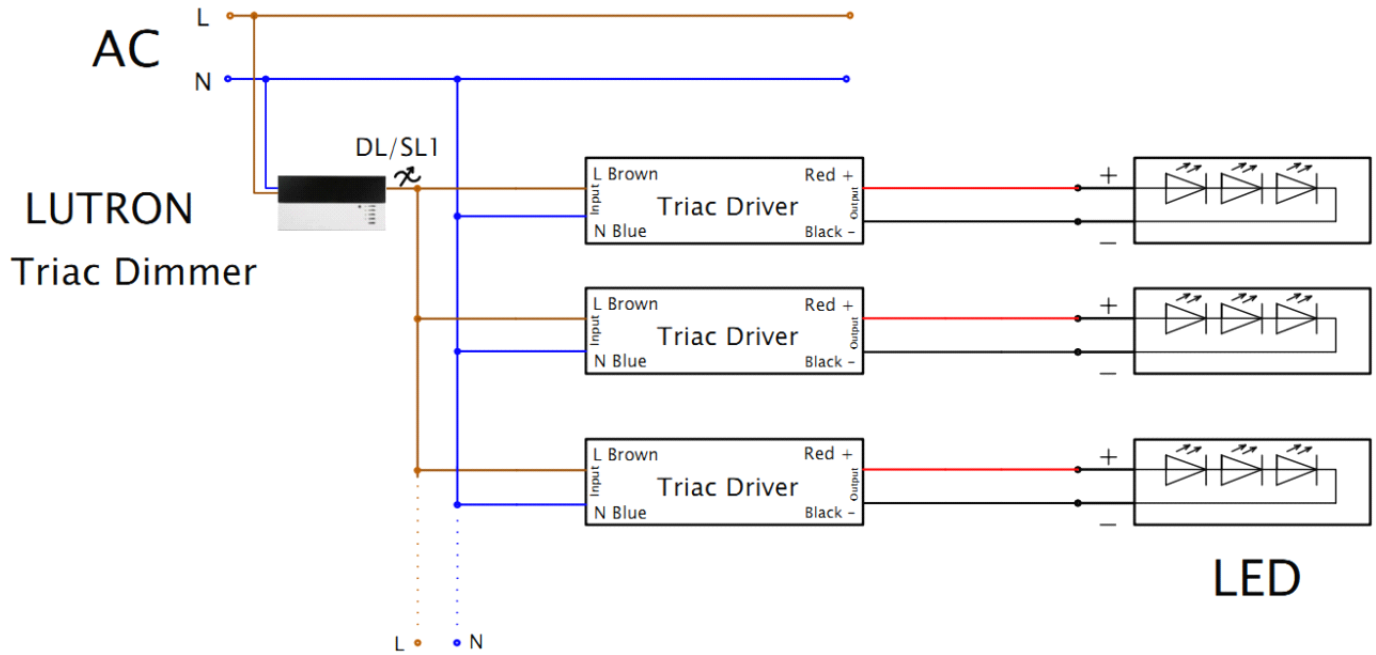 L
AC
N
DL/SL1
LUTRON
Triac Dimmer
L Brown
Red +
Input
Triac Driver
Output
N Blue
Black -
+
—
L Brown
Red +
Input
Triac Driver
Output
N Blue
Black -
+
—
L Brown
Red +
Input
Triac Driver
Output
N Blue
Black -
+
—
LED
L
N